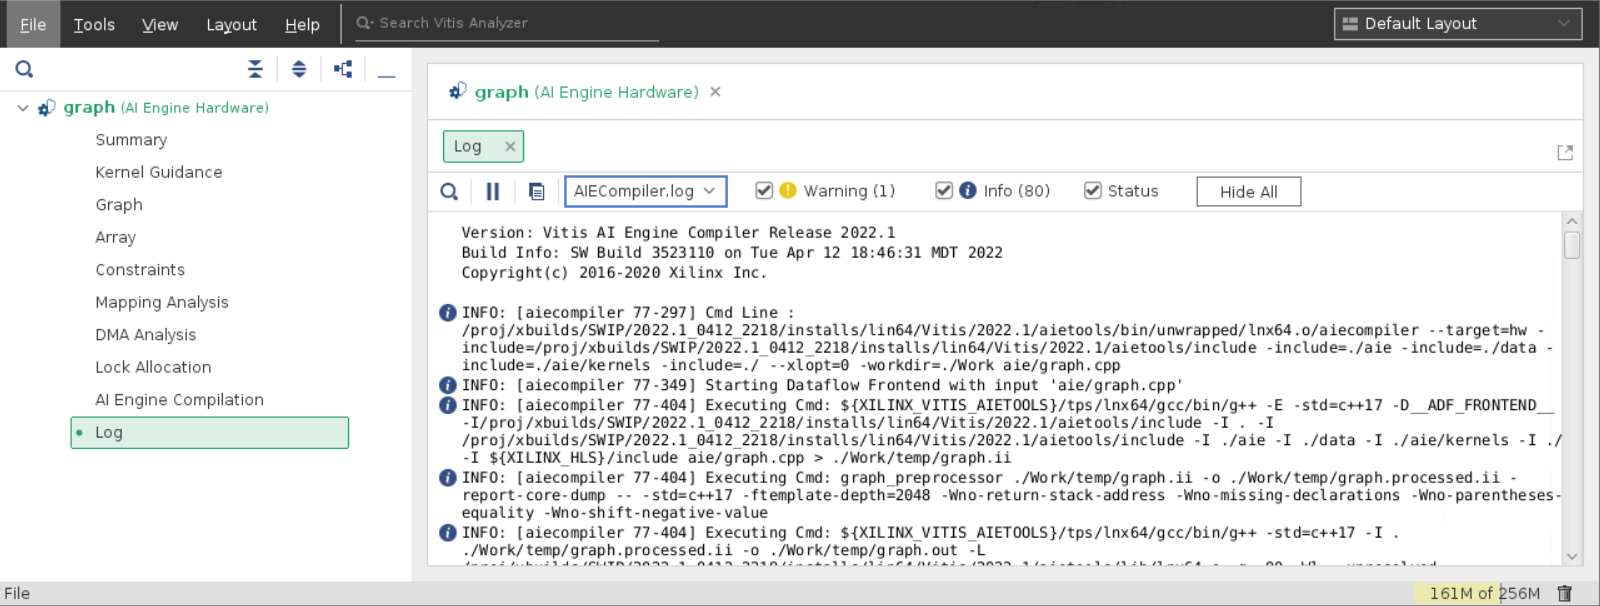 File Tools View Layout Help Search Vitis Analyzer Default Layout
graph (AI Engine Hardware)
Summary
Kernel Guidance
Graph
Array
Constraints
Mapping Analysis
DMA Analysis
Lock Allocation
AI Engine Compilation
Log
graph (AI Engine Hardware)
Log
AIECompiler.log Warning (1) Info (80) Status Hide All
Version: Vitis AI Engine Compiler Release 2022.1
Build Info: SW Build 3523110 on Tue Apr 12 18:46:31 MDT 2022
Copyright(c) 2016-2020 Xilinx Inc.
INFO: [aiecompiler 77-297] Cmd Line :
/proj/xbuilds/SWIP/2022.1_0412_2218/installs/lin64/Vitis/2022.1/aietools/bin/unwrapped/lnx64.o/aiecompiler --target=hw -
include=/proj/xbuilds/SWIP/2022.1_0412_2218/installs/lin64/Vitis/2022.1/aietools/include -include=./aie -include=./data -
include=./aie/kernels -include=./ --xlopt=0 -workdir=./Work aie/graph.cpp
INFO: [aiecompiler 77-349] Starting Dataflow Frontend with input 'aie/graph.cpp'
INFO: [aiecompiler 77-404] Executing Cmd: ${XILINX_VITIS_AIETOOLS}/tps/lnx64/gcc/bin/g++ -E -std=c++17 -D__ADF_FRONTEND__
-I/proj/xbuilds/SWIP/2022.1_0412_2218/installs/lin64/Vitis/2022.1/aietools/include -I . -I
/proj/xbuilds/SWIP/2022.1_0412_2218/installs/lin64/Vitis/2022.1/aietools/include -I ./aie -I ./data -I ./aie/kernels -I ./
-I ${XILINX_HLS}/include aie/graph.cpp > ./Work/temp/graph.ii
INFO: [aiecompiler 77-404] Executing Cmd: graph_preprocessor ./Work/temp/graph.ii -o ./Work/temp/graph.processed.ii -
report-core-dump -- -std=c++17 -ftemplate-depth=2048 -Wno-return-stack-address -Wno-missing-declarations -Wno-parentheses-
equality -Wno-shift-negative-value
INFO: [aiecompiler 77-404] Executing Cmd: ${XILINX_VITIS_AIETOOLS}/tps/lnx64/gcc/bin/g++ -std=c++17 -I .
./Work/temp/graph.processed.ii -o ./Work/temp/graph.out -L
File 161M of 256M